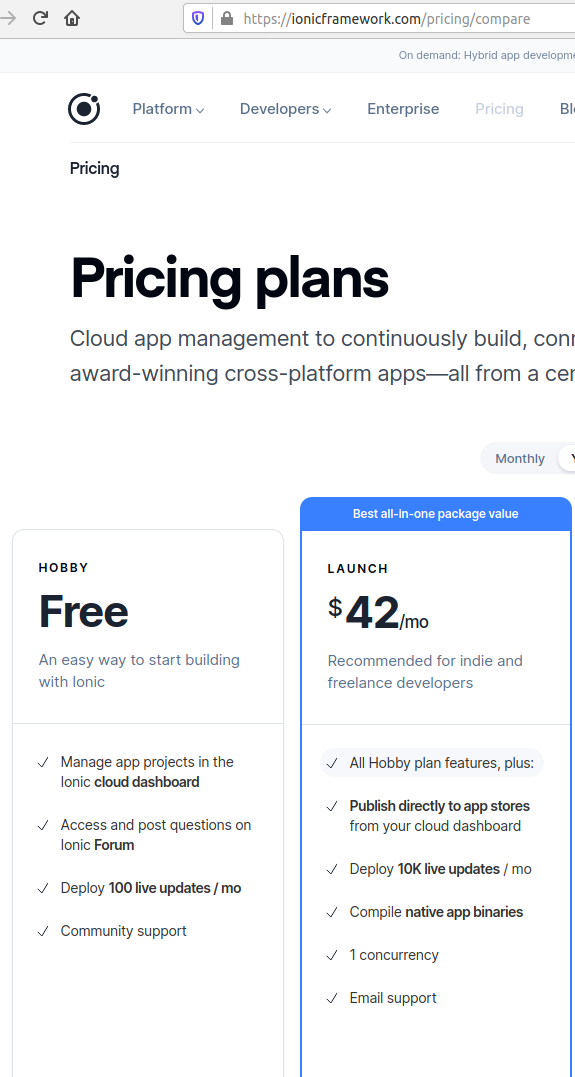 https://ionicframework.com/pricing/compare
On demand: Hybrid app developme
Platform Developers Enterprise Pricing Bl
Pricing
Pricing plans
Cloud app management to continuously build, conn
award-winning cross-platform apps—all from a cen
Monthly
Best all-in-one package value
HOBBY
Free
An easy way to start building
with Ionic
Manage app projects in the
Ionic cloud dashboard
Access and post questions on
Ionic Forum
Deploy 100 live updates / mo
Community support
LAUNCH
$42/mo
Recommended for indie and
freelance developers
All Hobby plan features, plus:
Publish directly to app stores
from your cloud dashboard
Deploy 10K live updates / mo
Compile native app binaries
1 concurrency
Email support